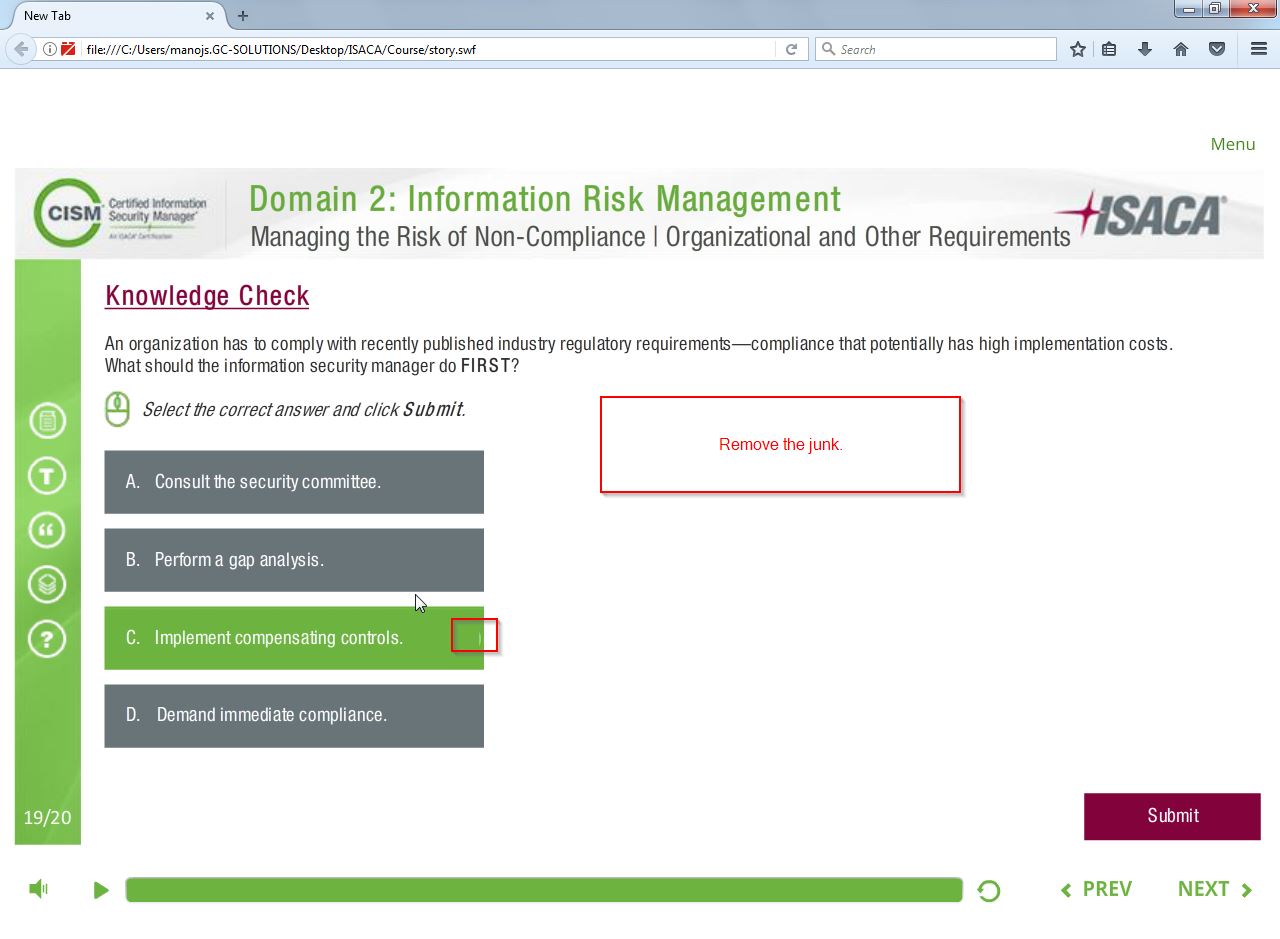 New Tab
file:///C:/Users/manojs.GC-SOLUTIONS/Desktop/ISACA/Course/story.swf
Search
Menu
CISM Certified Information
Security Manager®
An ISACA® Certification
Domain 2: Information Risk Management
Managing the Risk of Non-Compliance | Organizational and Other Requirements
ISACA®
Knowledge Check
An organization has to comply with recently published industry regulatory requirements—compliance that potentially has high implementation costs.
What should the information security manager do FIRST?
Select the correct answer and click Submit.
Remove the junk.
A. Consult the security committee.
B. Perform a gap analysis.
C. Implement compensating controls.
D. Demand immediate compliance.
19/20
Submit
PREV
NEXT